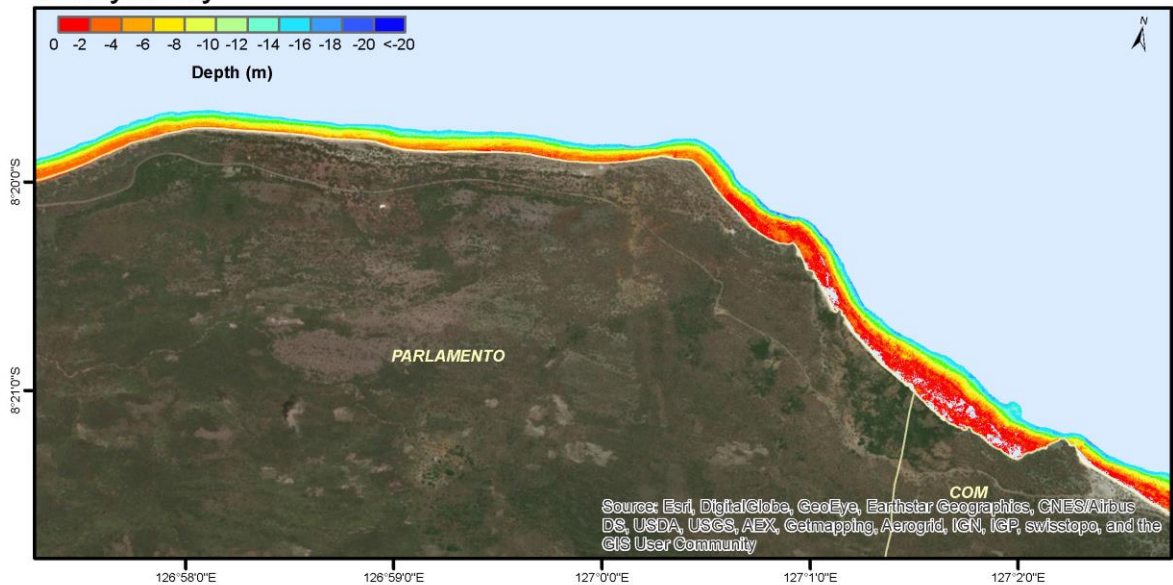 0 -2 -4 -6 -8 -10 -12 -14 -16 -18 -20 <-20
Depth (m)
N
8°20'0"S
PARLAMENTO
8°21'0"S
COM
Source: Esri, DigitalGlobe, GeoEye, Earthstar Geographics, CNES/Airbus
DS, USDA, USGS, AEX, Getmapping, Aerogrid, IGN, IGP, swisstopo, and the
GIS User Community
126°58'0"E 126°59'0"E 127°0'0"E 127°1'0"E 127°2'0"E